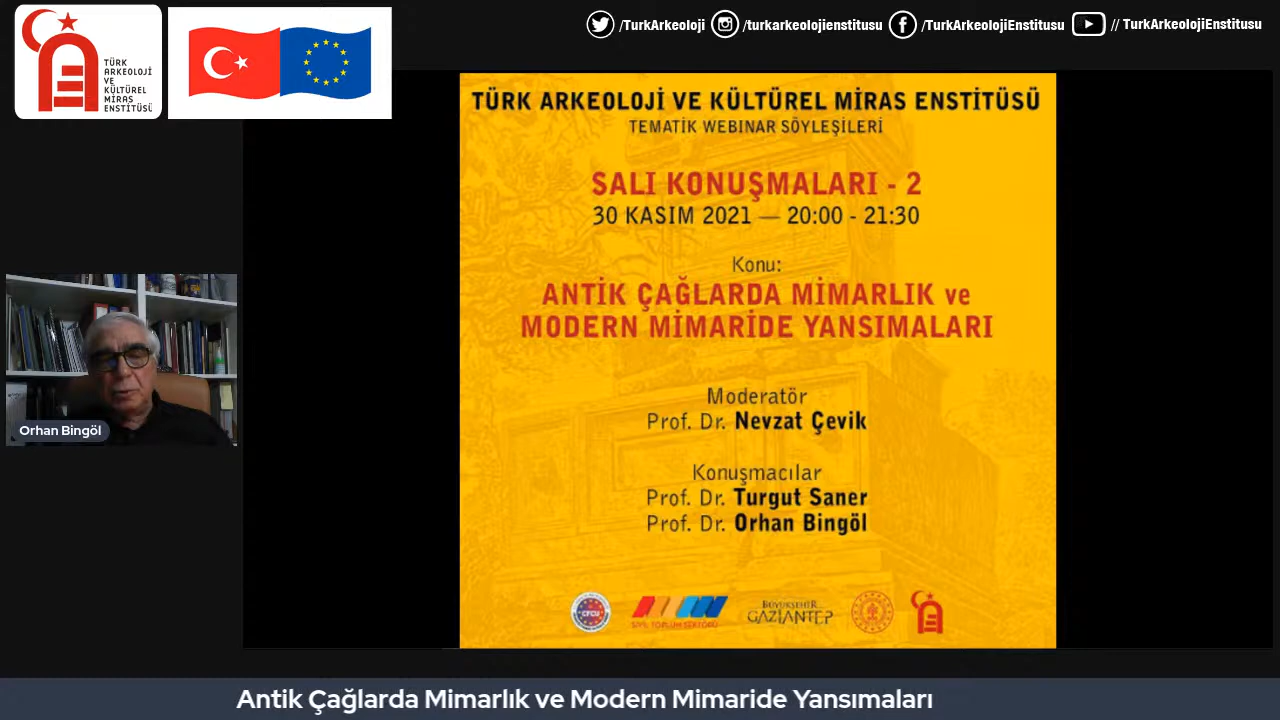 TÜRK
ARKEOLOJİ
VE
KÜLTÜREL
MİRAS
ENSTİTÜSÜ
/TurkArkeoloji
/turkarkeolojienstitusu
/TurkArkeolojiEnstitusu
// TurkArkeolojiEnstitusu
TÜRK ARKEOLOJİ VE KÜLTÜREL MİRAS ENSTİTÜSÜ
TEMATİK WEBINAR SÖYLEŞİLERİ
SALI KONUŞMALARI - 2
30 KASIM 2021 — 20:00 - 21:30
Konu:
ANTİK ÇAĞLARDA MİMARLIK ve
MODERN MİMARİDE YANSIMALARI
Moderatör
Prof. Dr. Nevzat Çevik
Konuşmacılar
Prof. Dr. Turgut Saner
Prof. Dr. Orhan Bingöl
CFCU
SİVİL TOPLUM SEKTÖRÜ
BÜYÜKŞEHİR
GAZİANTEP
Orhan Bingöl
Antik Çağlarda Mimarlık ve Modern Mimaride Yansımaları